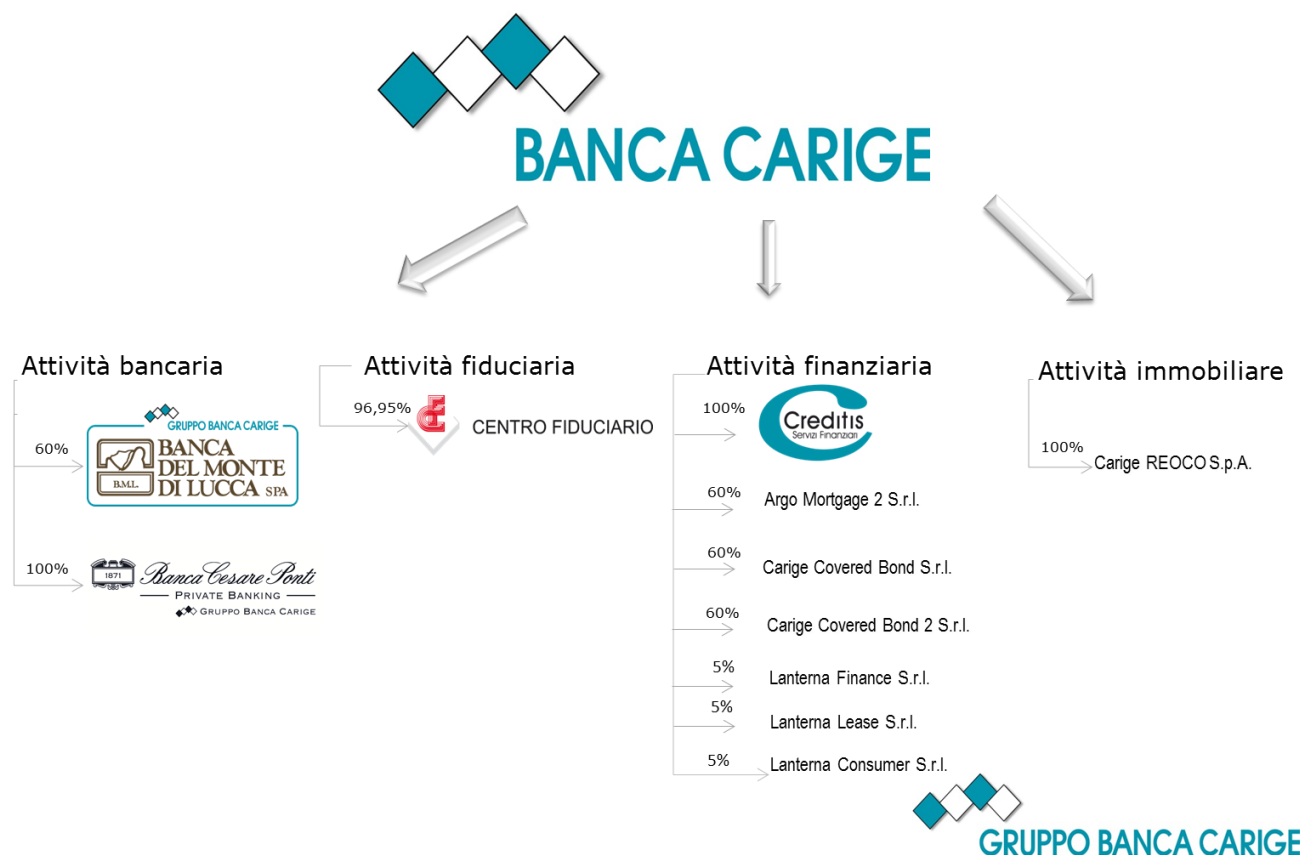 BANCA CARIGE
Attività bancaria
60%
GRUPPO BANCA CARIGE
BANCA
DEL MONTE
B.M.L.
DI LUCCA SPA
100%
1871
Banca Cesare Ponti
PRIVATE BANKING
GRUPPO BANCA CARIGE
Attività fiduciaria
96,95%
CENTRO FIDUCIARIO
Attività finanziaria
100%
Creditis
Servizi Finanziari
60%
Argo Mortgage 2 S.r.l.
60%
Carige Covered Bond S.r.l.
60%
Carige Covered Bond 2 S.r.l.
5%
Lanterna Finance S.r.l.
5%
Lanterna Lease S.r.l.
5%
Lanterna Consumer S.r.l.
Attività immobiliare
100%
Carige REOCO S.p.A.
GRUPPO BANCA CARIGE